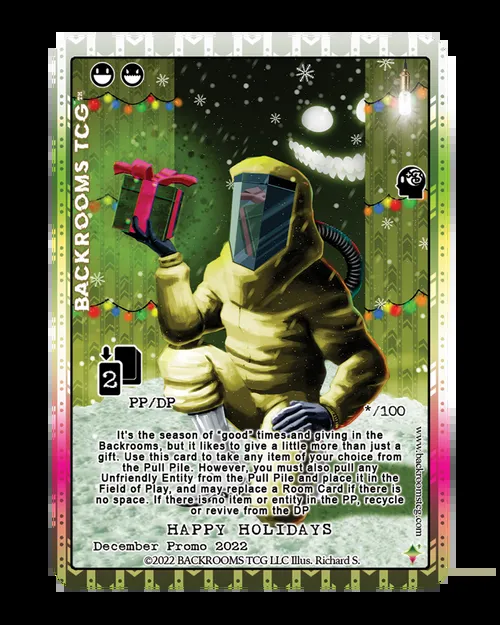 BACKROOMS TCG™
2
PP/DP
*/100
It's the season of "good" times and giving in the
Backrooms, but it likes to give a little more than just a
gift. Use this card to take any item of your choice from
the Pull Pile. However, you must also pull any
Unfriendly Entity from the Pull Pile and place it in the
Field of Play, and may replace a Room Card if there is
no space. If there is no item or entity in the PP, recycle
or revive from the DP
www.backroomstcg.com
HAPPY HOLIDAYS
December Promo 2022
©2022 BACKROOMS TCG LLC Illus. Richard S.